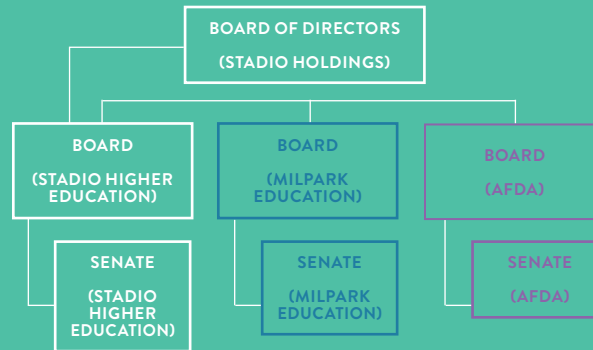 BOARD OF DIRECTORS
(STADIO HOLDINGS)
BOARD
(STADIO HIGHER
EDUCATION)
BOARD
(MILPARK
EDUCATION)
BOARD
(AFDA)
SENATE
(STADIO
HIGHER
EDUCATION)
SENATE
(MILPARK
EDUCATION)
SENATE
(AFDA)